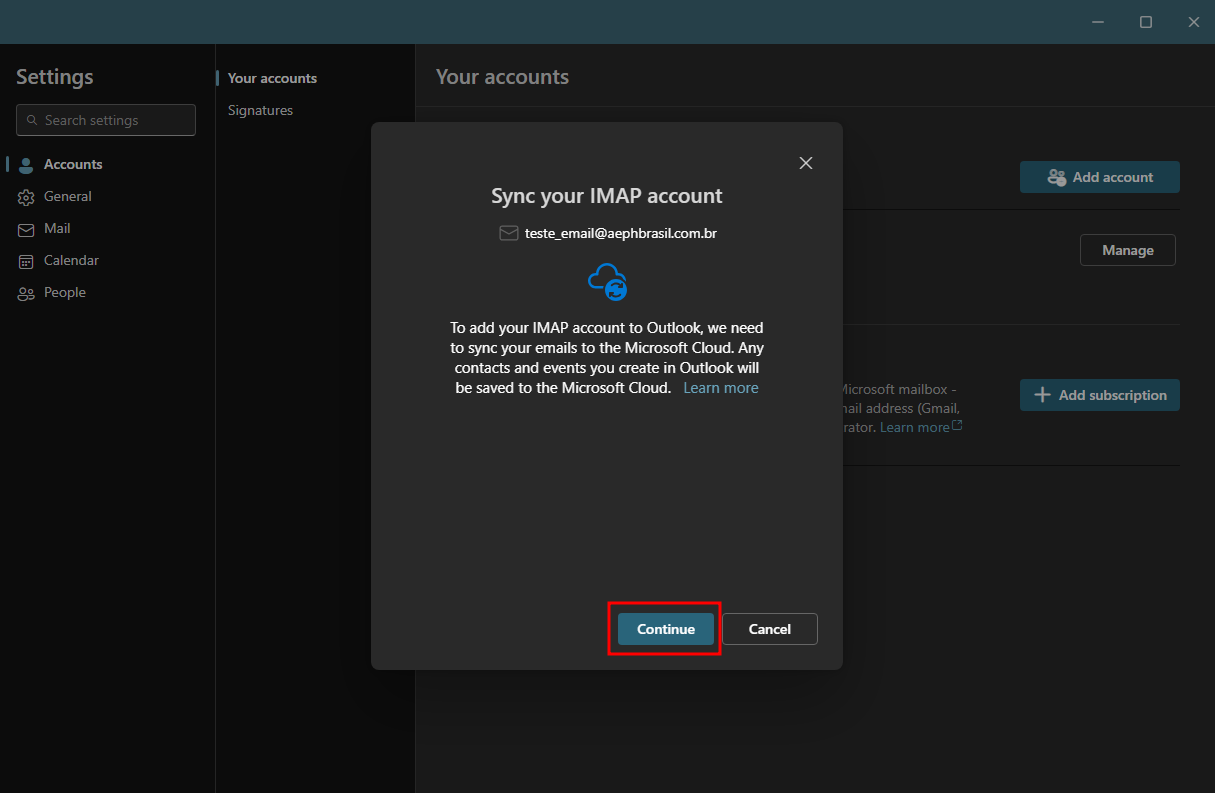 Settings
Search settings
Accounts
General
Mail
Calendar
People
Your accounts
Signatures
Your accounts
Add account
Manage
Microsoft mailbox -
address (Gmail,
Learn more
Add subscription
Sync your IMAP account
teste_email@aephbrasil.com.br
To add your IMAP account to Outlook, we need
to sync your emails to the Microsoft Cloud. Any
contacts and events you create in Outlook will
be saved to the Microsoft Cloud. Learn more
Continue
Cancel